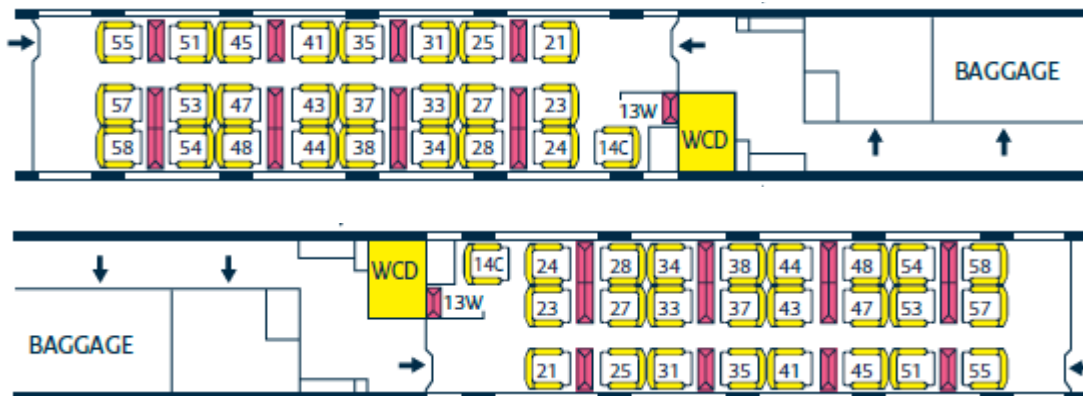 55 51 45 41 35 31 25 21
BAGGAGE
57 53 47 43 37 33 27 23
13W
WCD
58 54 48 44 38 34 28 24 14C
WCD
14C 24 28 34 38 44 48 54 58
13W 23 27 33 37 43 47 53 57
BAGGAGE
21 25 31 35 41 45 51 55